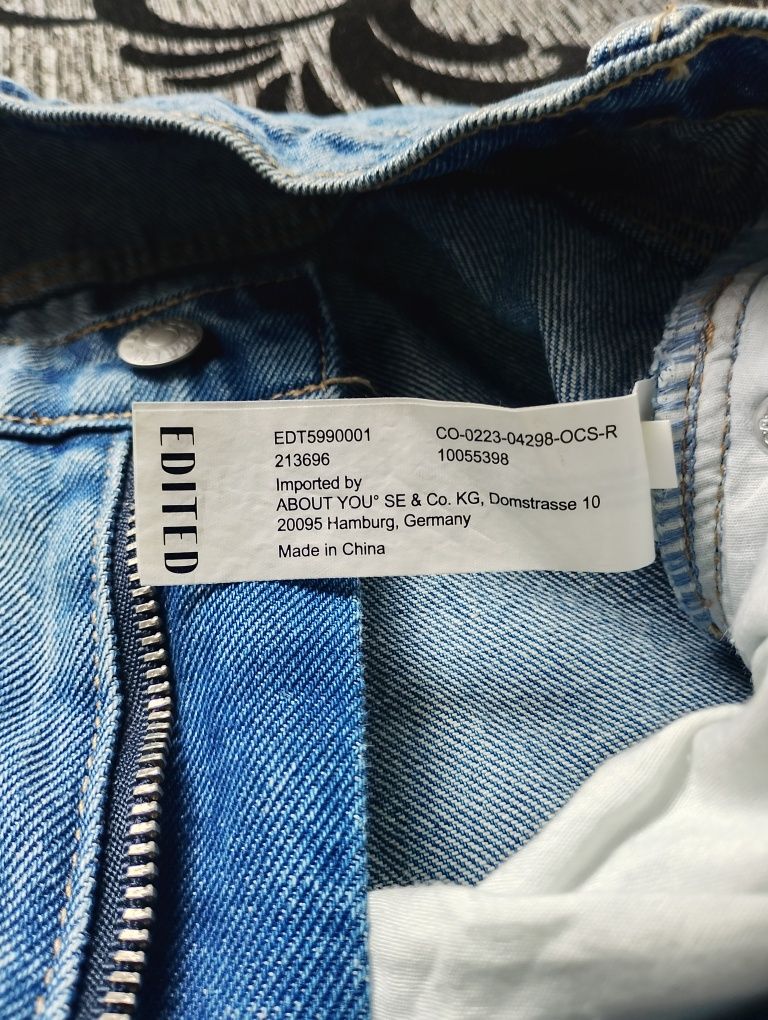 EDITED
EDT5990001 CO-0223-04298-OCS-R
213696 10055398
Imported by
ABOUT YOU° SE & Co. KG, Domstrasse 10
20095 Hamburg, Germany
Made in China